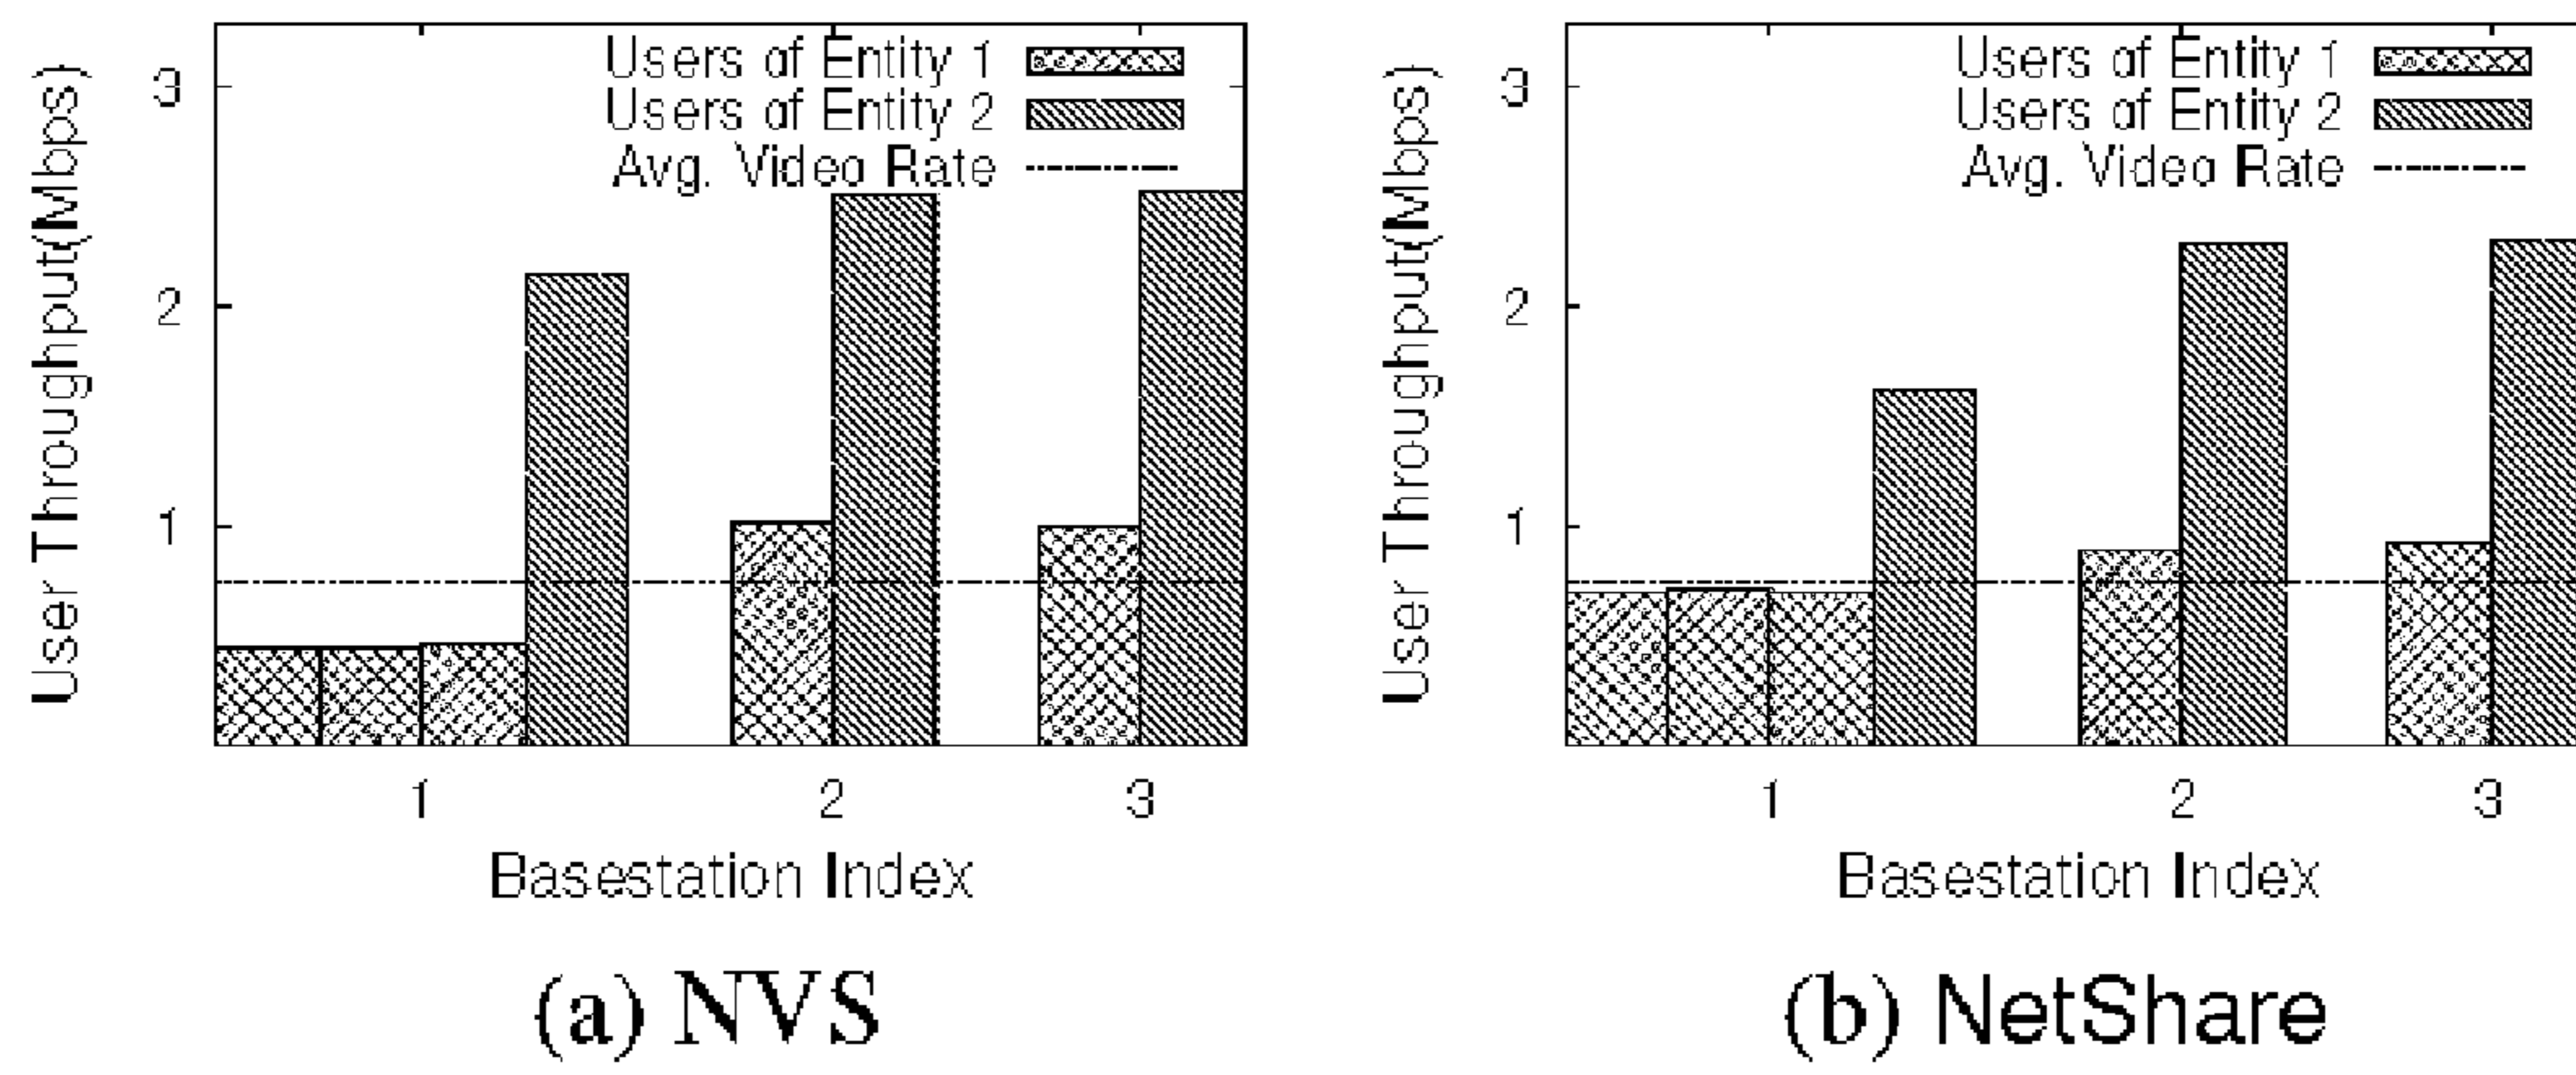 Users of Entity 1
Users of Entity 2
Avg. Video Rate
User Throughput(Mbps)
3
2
1
1 2 3
Basestation Index
(a) NVS
Users of Entity 1
Users of Entity 2
Avg. Video Rate
User Throughput(Mbps)
3
2
1
1 2 3
Basestation Index
(b) NetShare